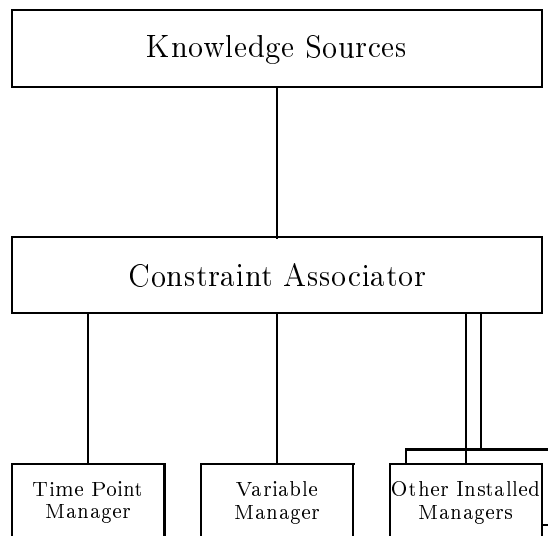 Knowledge Sources
Constraint Associator
Time Point
Manager
Variable
Manager
Other Installed
Managers